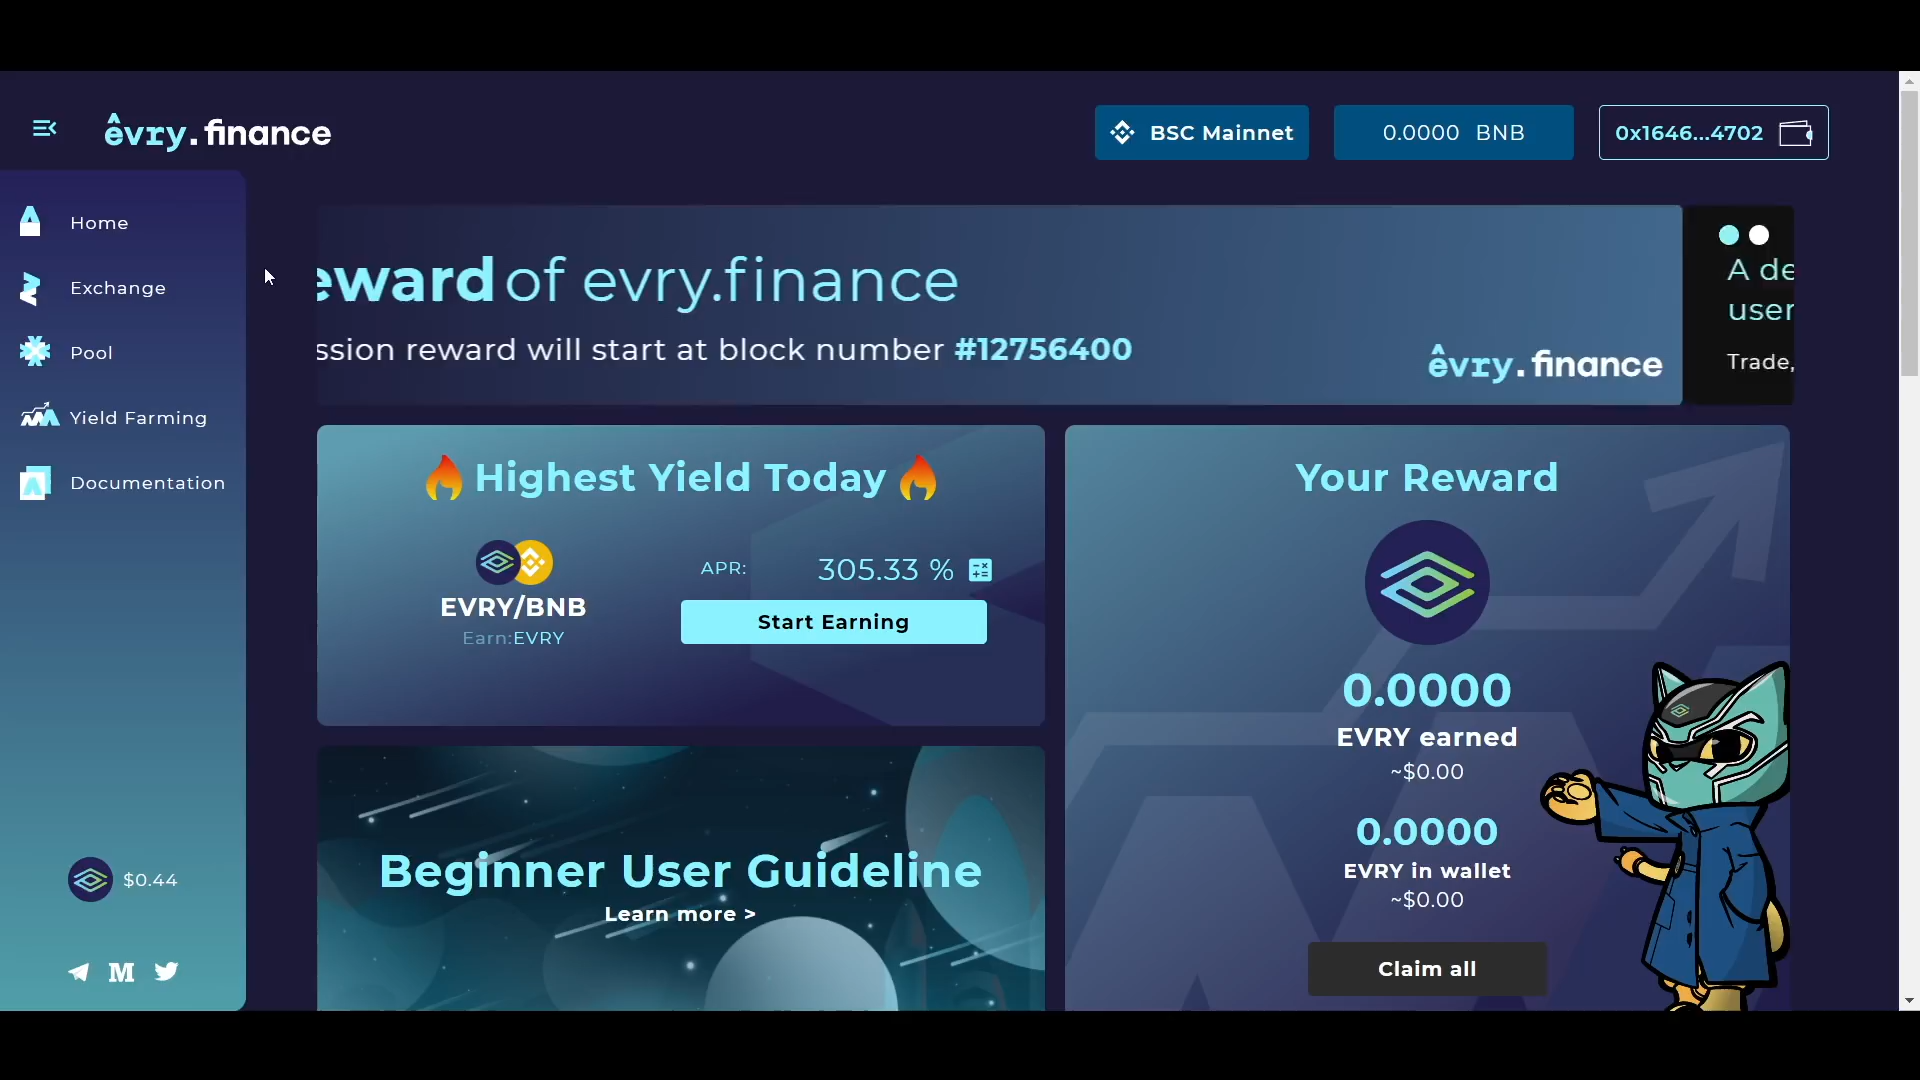 êvry.finance
BSC Mainnet
0.0000 BNB
0x1646...4702
Home
Exchange
Pool
Yield Farming
Documentation
$0.44
M
eward of evry.finance
ssion reward will start at block number #12756400
êvry.finance
A de
user
Trade,
Highest Yield Today
EVRY/BNB
Earn:EVRY
APR: 305.33 %
Start Earning
Beginner User Guideline
Learn more >
Your Reward
0.0000
EVRY earned
~$0.00
0.0000
EVRY in wallet
~$0.00
Claim all